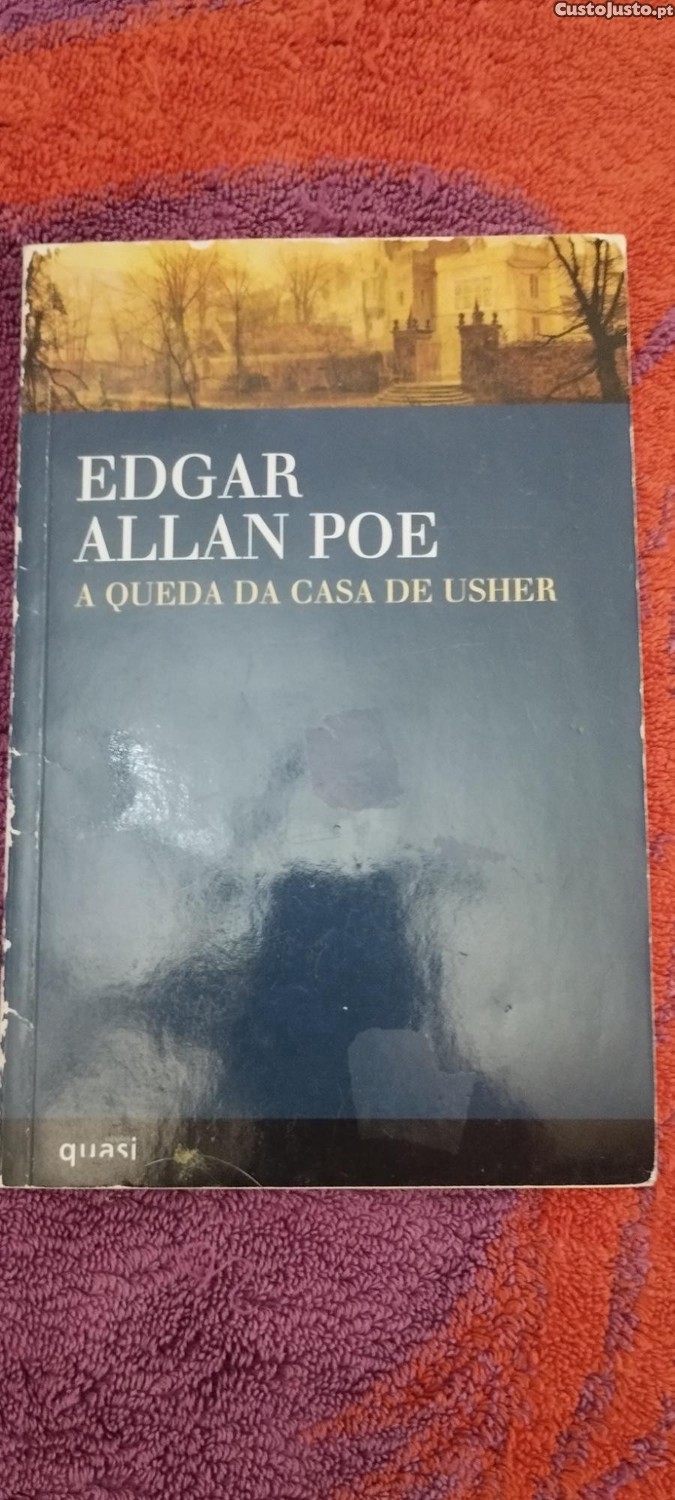 CustoJusto.pt
EDGAR
ALLAN POE
A QUEDA DA CASA DE USHER
quasi